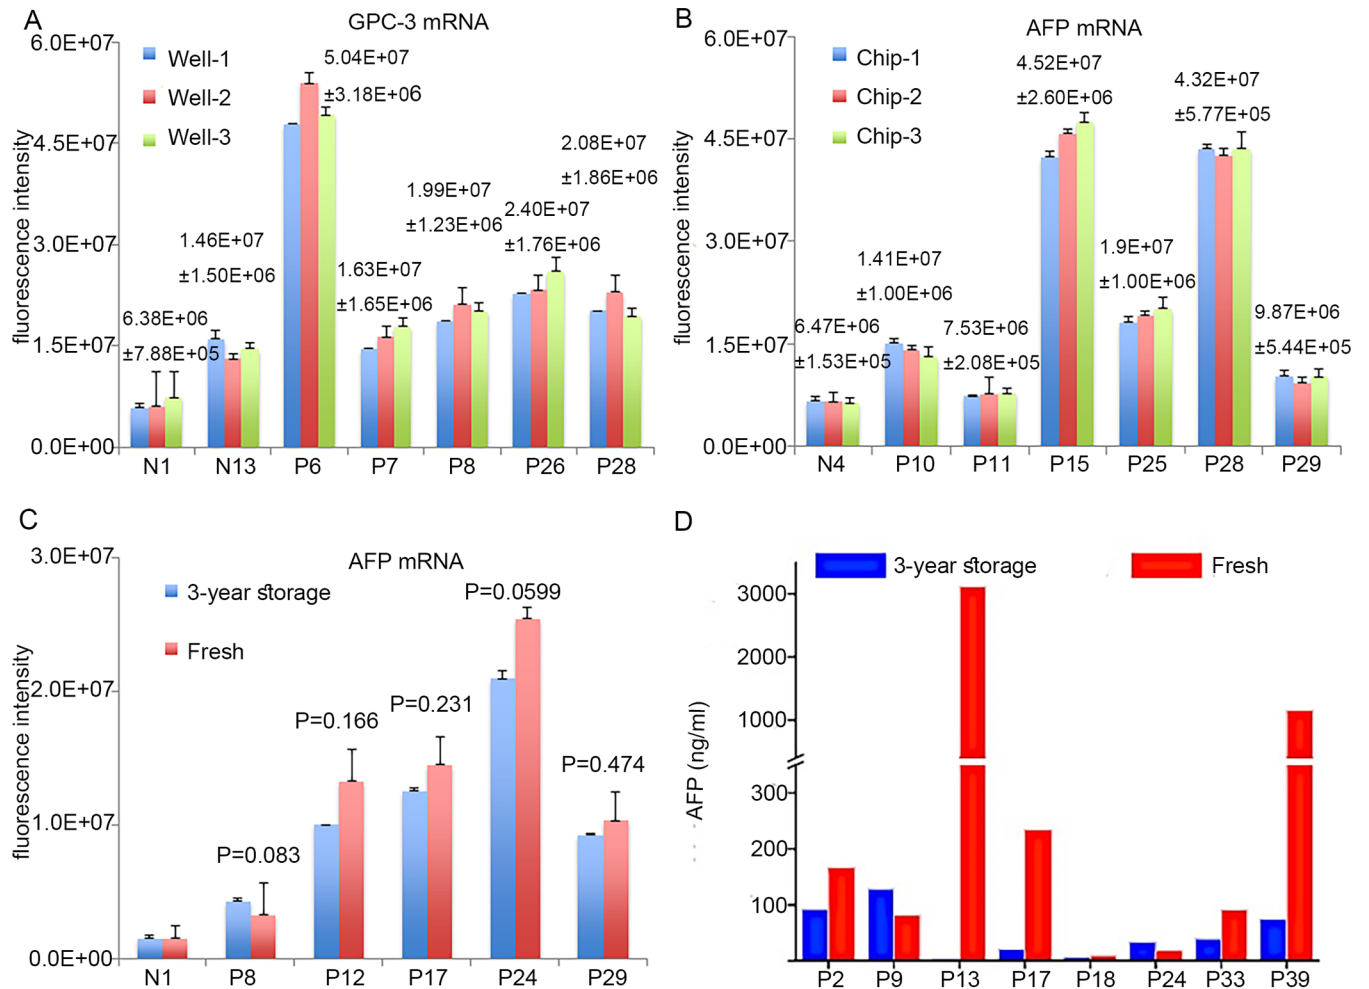 A
GPC-3 mRNA
fluorescence intensity
6.0E+07
4.5E+07
3.0E+07
1.5E+07
0.0E+00
Well-1
Well-2
Well-3
6.38E+06
±7.88E+05
1.46E+07
±1.50E+06
5.04E+07
±3.18E+06
1.63E+07
±1.65E+06
1.99E+07
±1.23E+06
2.40E+07
±1.76E+06
2.08E+07
±1.86E+06
N1 N13 P6 P7 P8 P26 P28
B
AFP mRNA
fluorescence intensity
6.0E+07
4.5E+07
3.0E+07
1.5E+07
0.0E+00
Chip-1
Chip-2
Chip-3
6.47E+06
±1.53E+05
1.41E+07
±1.00E+06
7.53E+06
±2.08E+05
4.52E+07
±2.60E+06
1.9E+07
±1.00E+06
4.32E+07
±5.77E+05
9.87E+06
±5.44E+05
N4 P10 P11 P15 P25 P28 P29
C
AFP mRNA
fluorescence intensity
3.0E+07
2.0E+07
1.0E+07
0.0E+00
3-year storage
Fresh
P=0.083
P=0.166
P=0.231
P=0.0599
P=0.474
N1 P8 P12 P17 P24 P29
D
3-year storage
Fresh
AFP (ng/ml)
3000
2000
1000
300
200
100
P2 P9 P13 P17 P18 P24 P33 P39